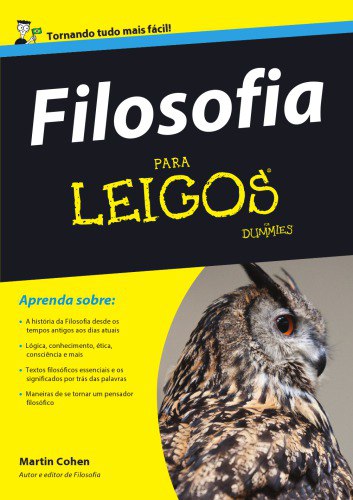 Tornando tudo mais fácil!
Filosofia
PARA
LEIGOS®
FOR
DUMMIES
Aprenda sobre:
• A história da Filosofia desde os
tempos antigos aos dias atuais
• Lógica, conhecimento, ética,
consciência e mais
• Textos filosóficos essenciais e os
significados por trás das palavras
• Maneiras de se tornar um pensador
filosófico
Martin Cohen
Autor e editor de Filosofia